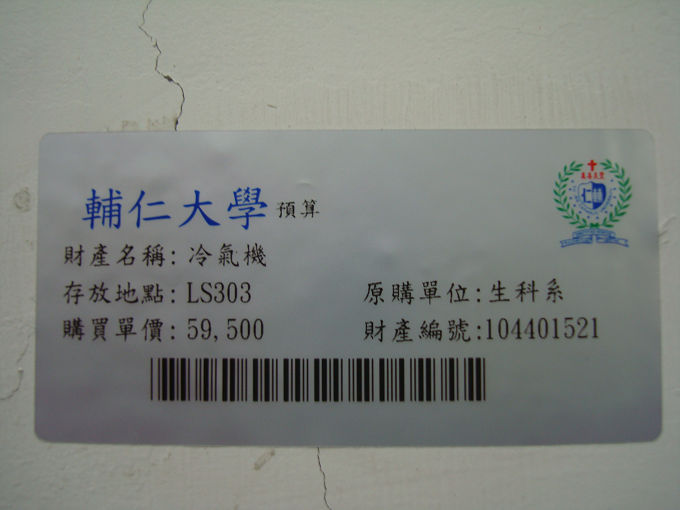 輔仁大學 預算
財產名稱: 冷氣機
存放地點: LS303 原購單位: 生科系
購買單價: 59,500 財產編號:104401521